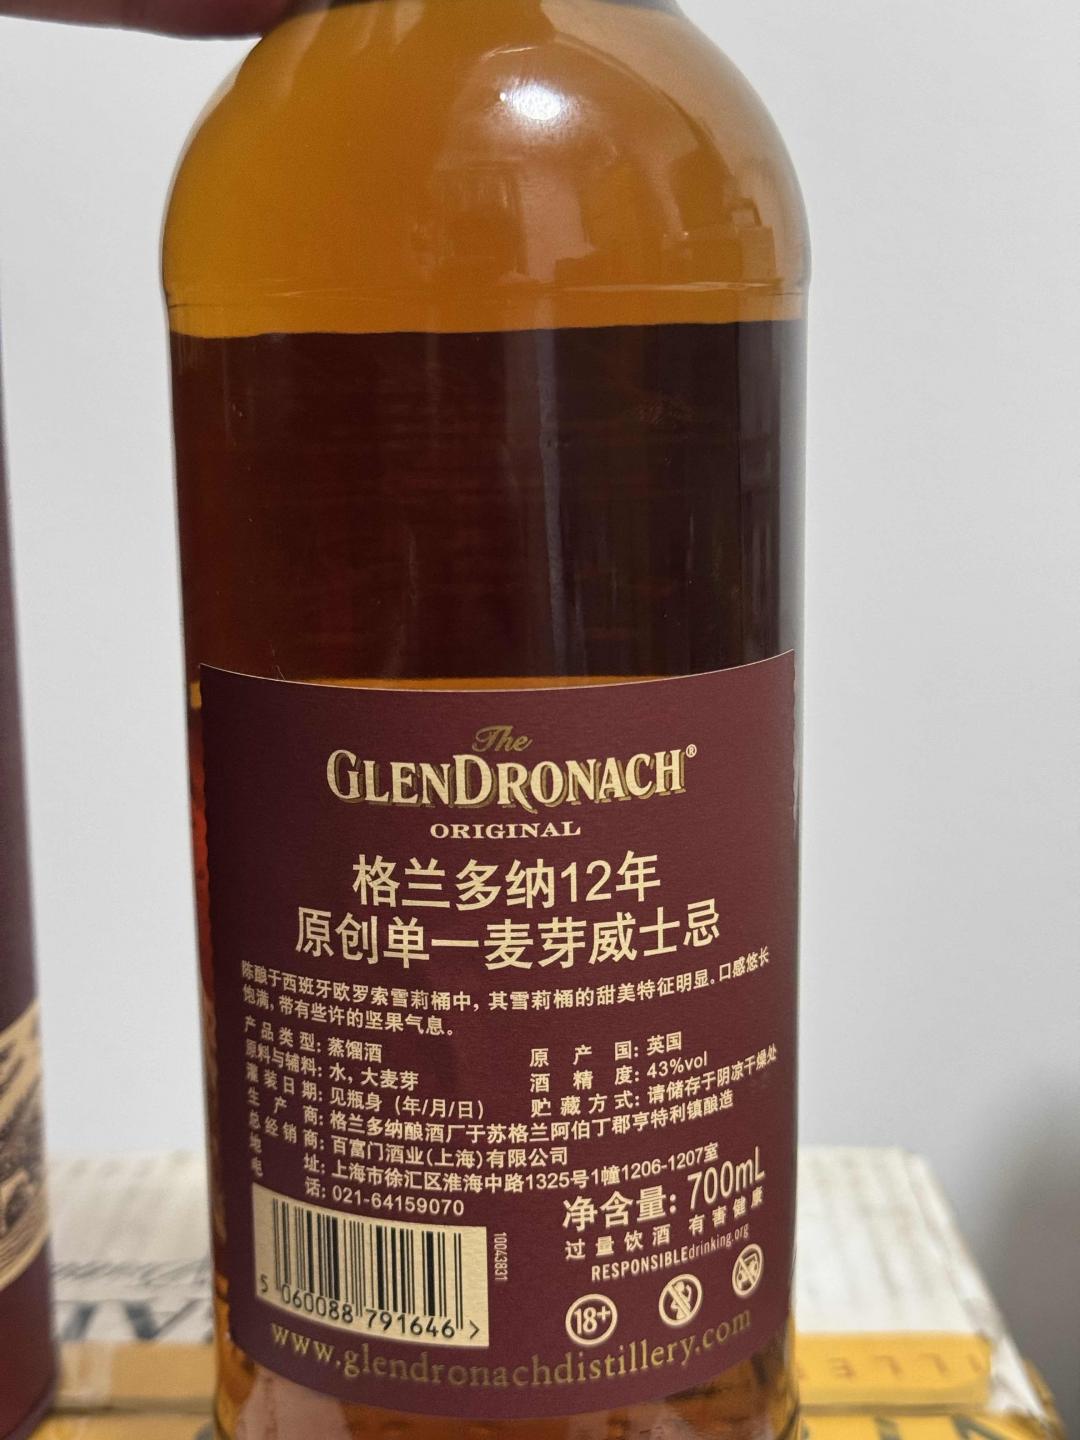 The
GLENDRONACH®
ORIGINAL
格兰多纳12年
原创单一麦芽威士忌
陈酿于西班牙欧罗索雪莉桶中，其雪莉桶的甜美特征明显。口感悠长
饱满，带有些许的坚果气息。
产品类型: 蒸馏酒
原产国: 英国
原料与辅料: 水，大麦芽
酒精度: 43%vol
灌装日期: 见瓶身（年/月/日）
贮藏方式: 请储存于阴凉干燥处
生产商: 格兰多纳酿酒厂于苏格兰阿伯丁郡亨特利镇酿造
总经销商: 百富门酒业(上海)有限公司
地址: 上海市徐汇区淮海中路1325号1幢1206-1207室
电话: 021-64159070
净含量: 700mL
过量饮酒 有害健康
RESPONSIBLEdrinking.org
10043831
5 060088 791646 >
18+
www.glendronachdistillery.com